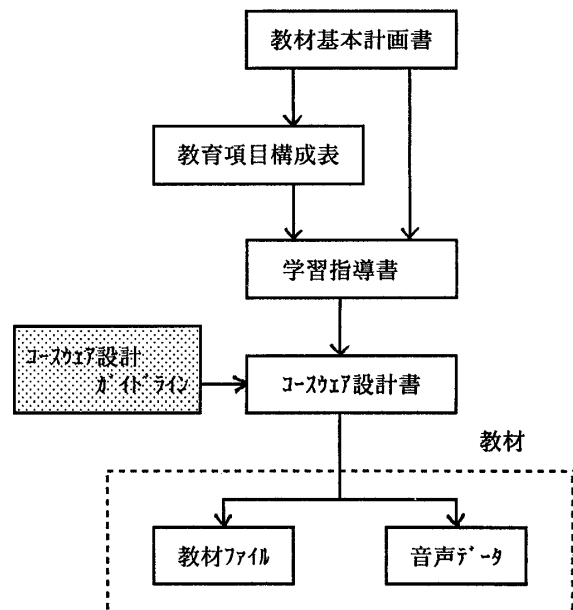 教材基本計画書
教育項目構成表
学習指導書
ｺｰｽｳｪｱ設計
ｶﾞｲﾄﾞﾗｲﾝ
ｺｰｽｳｪｱ設計書
教材
教材ﾌｧｲﾙ
音声ﾃﾞｰﾀ